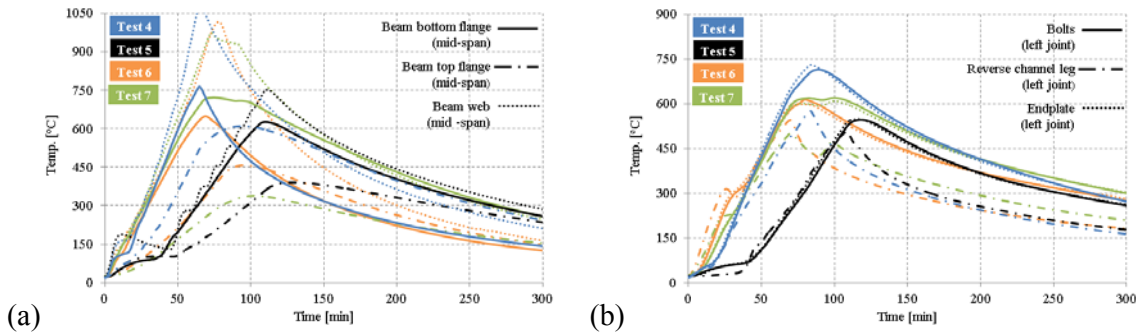 1050
900
750
600
450
300
150
0
Temp. [°C]
Test 4
Test 5
Test 6
Test 7
Beam bottom flange
(mid-span)
Beam top flange
(mid-span)
Beam web
(mid -span)
0 50 100 150 200 250 300
Time [min]
(a)
900
750
600
450
300
150
0
Temp. [°C]
Test 4
Test 5
Test 6
Test 7
Bolts
(left joint)
Reverse channel leg
(left joint)
Endplate
(left joint)
0 50 100 150 200 250 300
Time [min]
(b)